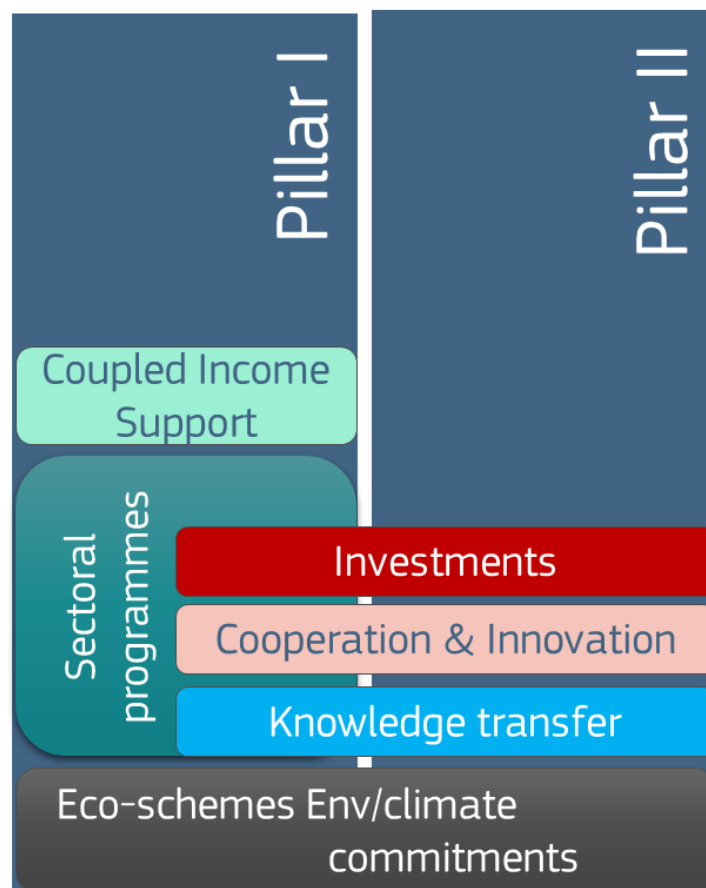 Pillar I
Pillar II
Coupled Income
Support
Sectoral
programmes
Investments
Cooperation & Innovation
Knowledge transfer
Eco-schemes Env/climate
commitments